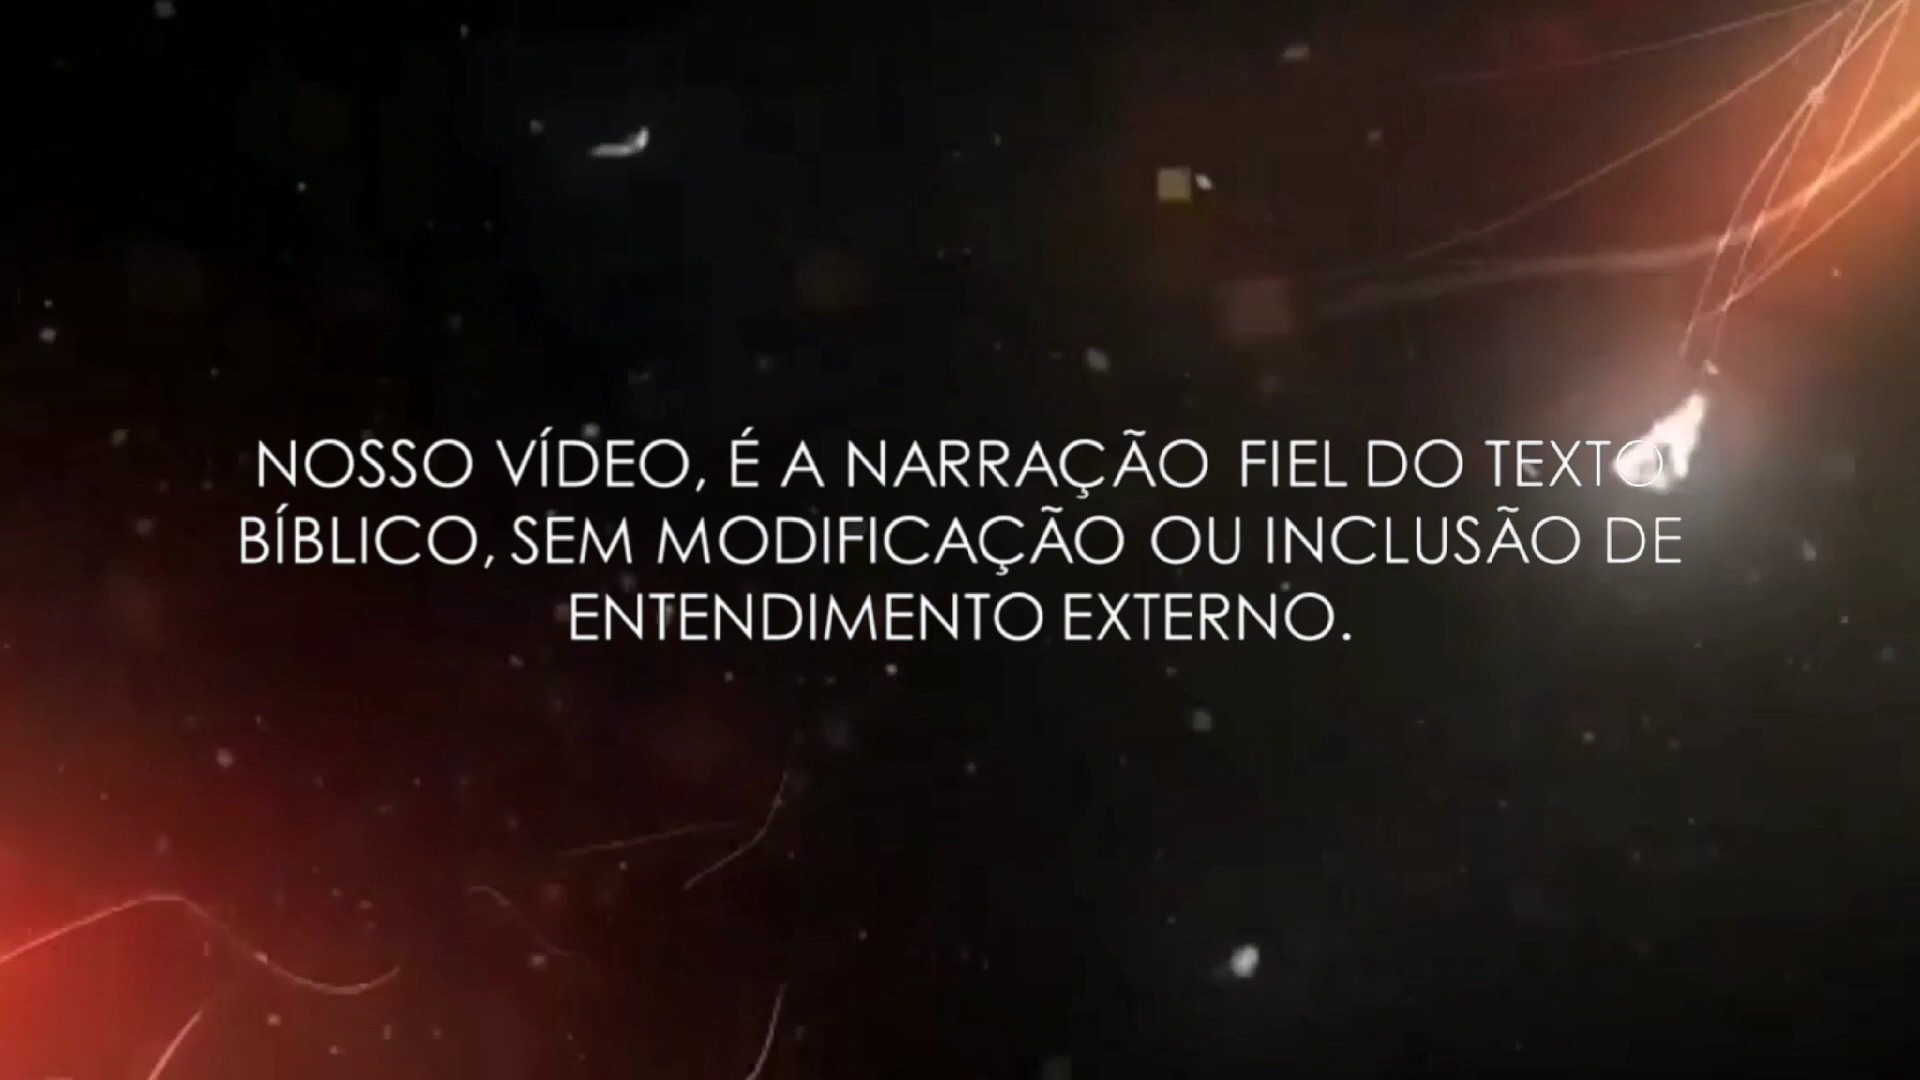 NOSSO VÍDEO, É A NARRAÇÃO FIEL DO TEXTO
BÍBLICO, SEM MODIFICAÇÃO OU INCLUSÃO DE
ENTENDIMENTO EXTERNO.